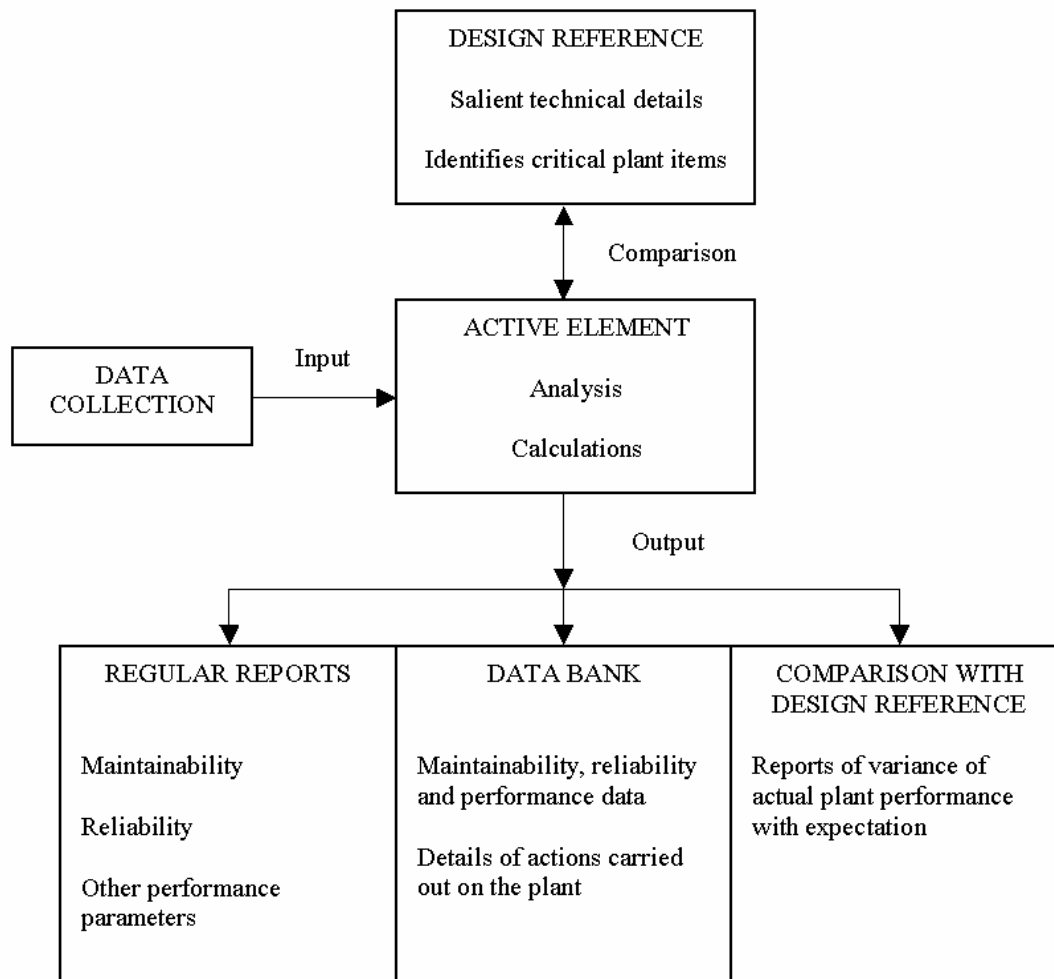 DESIGN REFERENCE
Salient technical details
Identifies critical plant items
Comparison
ACTIVE ELEMENT
Analysis
Calculations
Input
DATA
COLLECTION
Output
REGULAR REPORTS
Maintainability
Reliability
Other performance
parameters
DATA BANK
Maintainability, reliability
and performance data
Details of actions carried
out on the plant
COMPARISON WITH
DESIGN REFERENCE
Reports of variance of
actual plant performance
with expectation